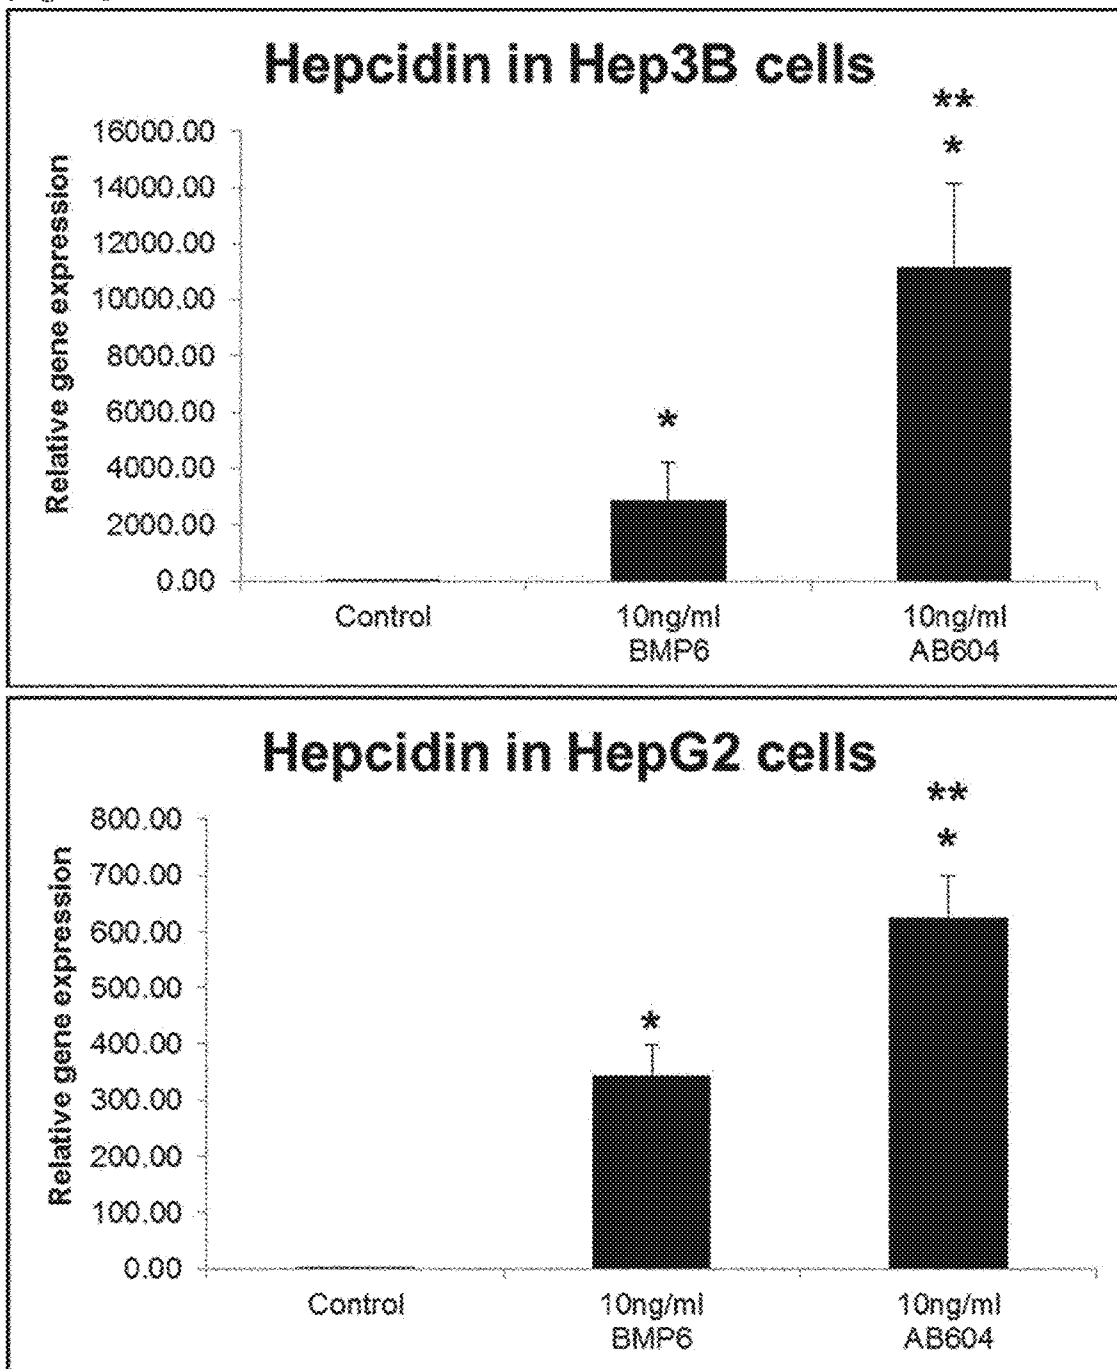 Hepcidin in Hep3B cells
**
*
16000.00
14000.00
12000.00
10000.00
8000.00
6000.00
4000.00
2000.00
0.00
Relative gene expression
*
Control
10ng/ml
BMP6
10ng/ml
AB604
Hepcidin in HepG2 cells
**
*
800.00
700.00
600.00
500.00
400.00
300.00
200.00
100.00
0.00
Relative gene expression
*
Control
10ng/ml
BMP6
10ng/ml
AB604